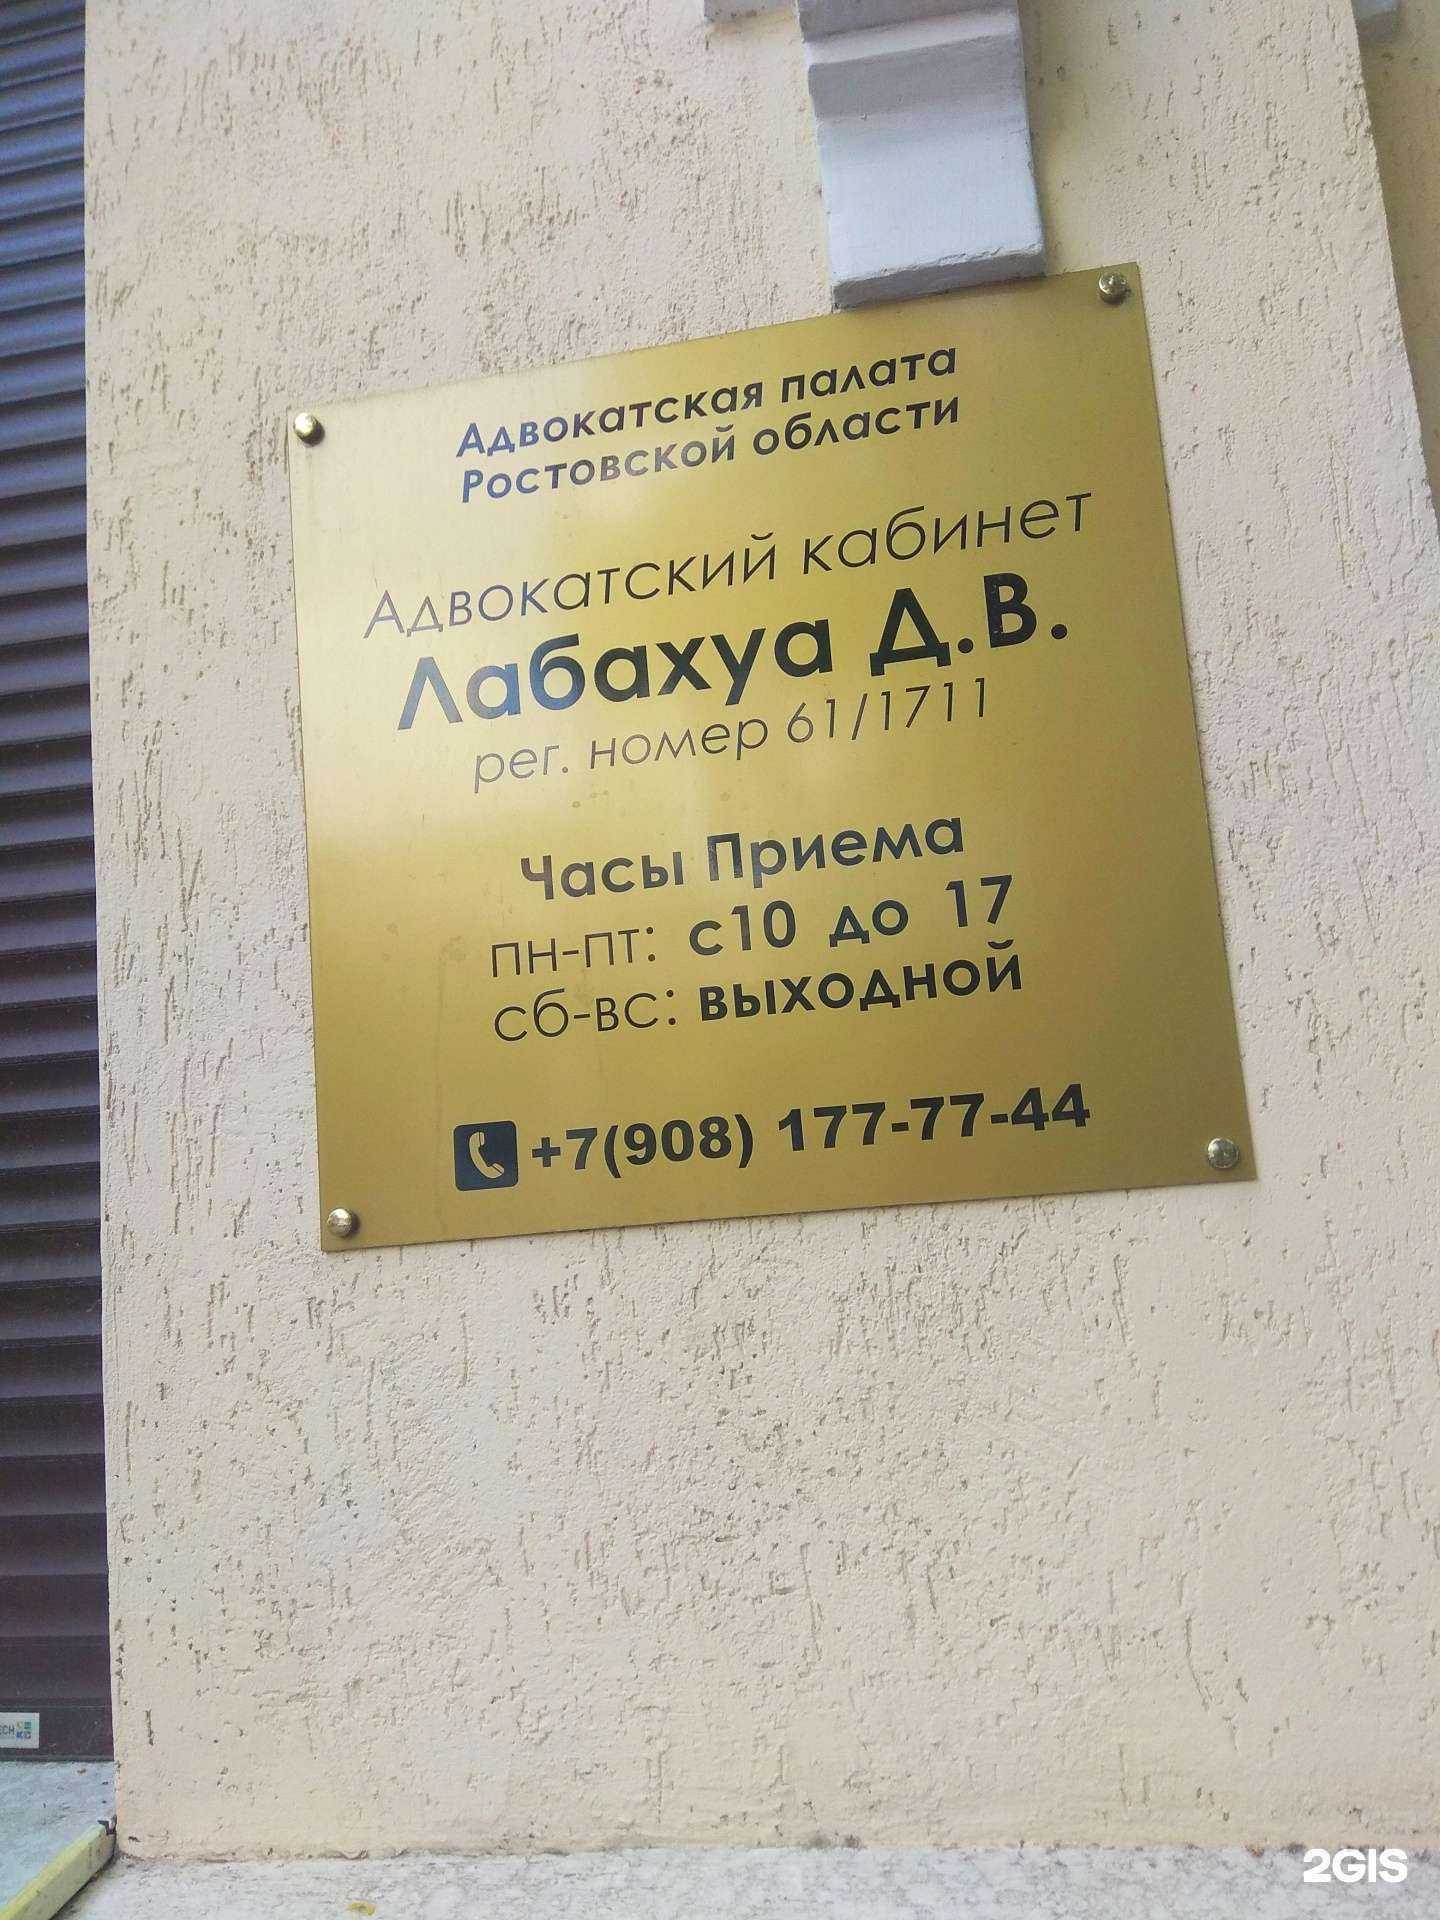 Адвокатская палата
Ростовской области
Адвокатский кабинет
Лабахуа Д.В.
рег. номер 61/1711
Часы Приема
пн-пт: с10 до 17
сб-вс: выходной
+7(908) 177-77-44
2GIS